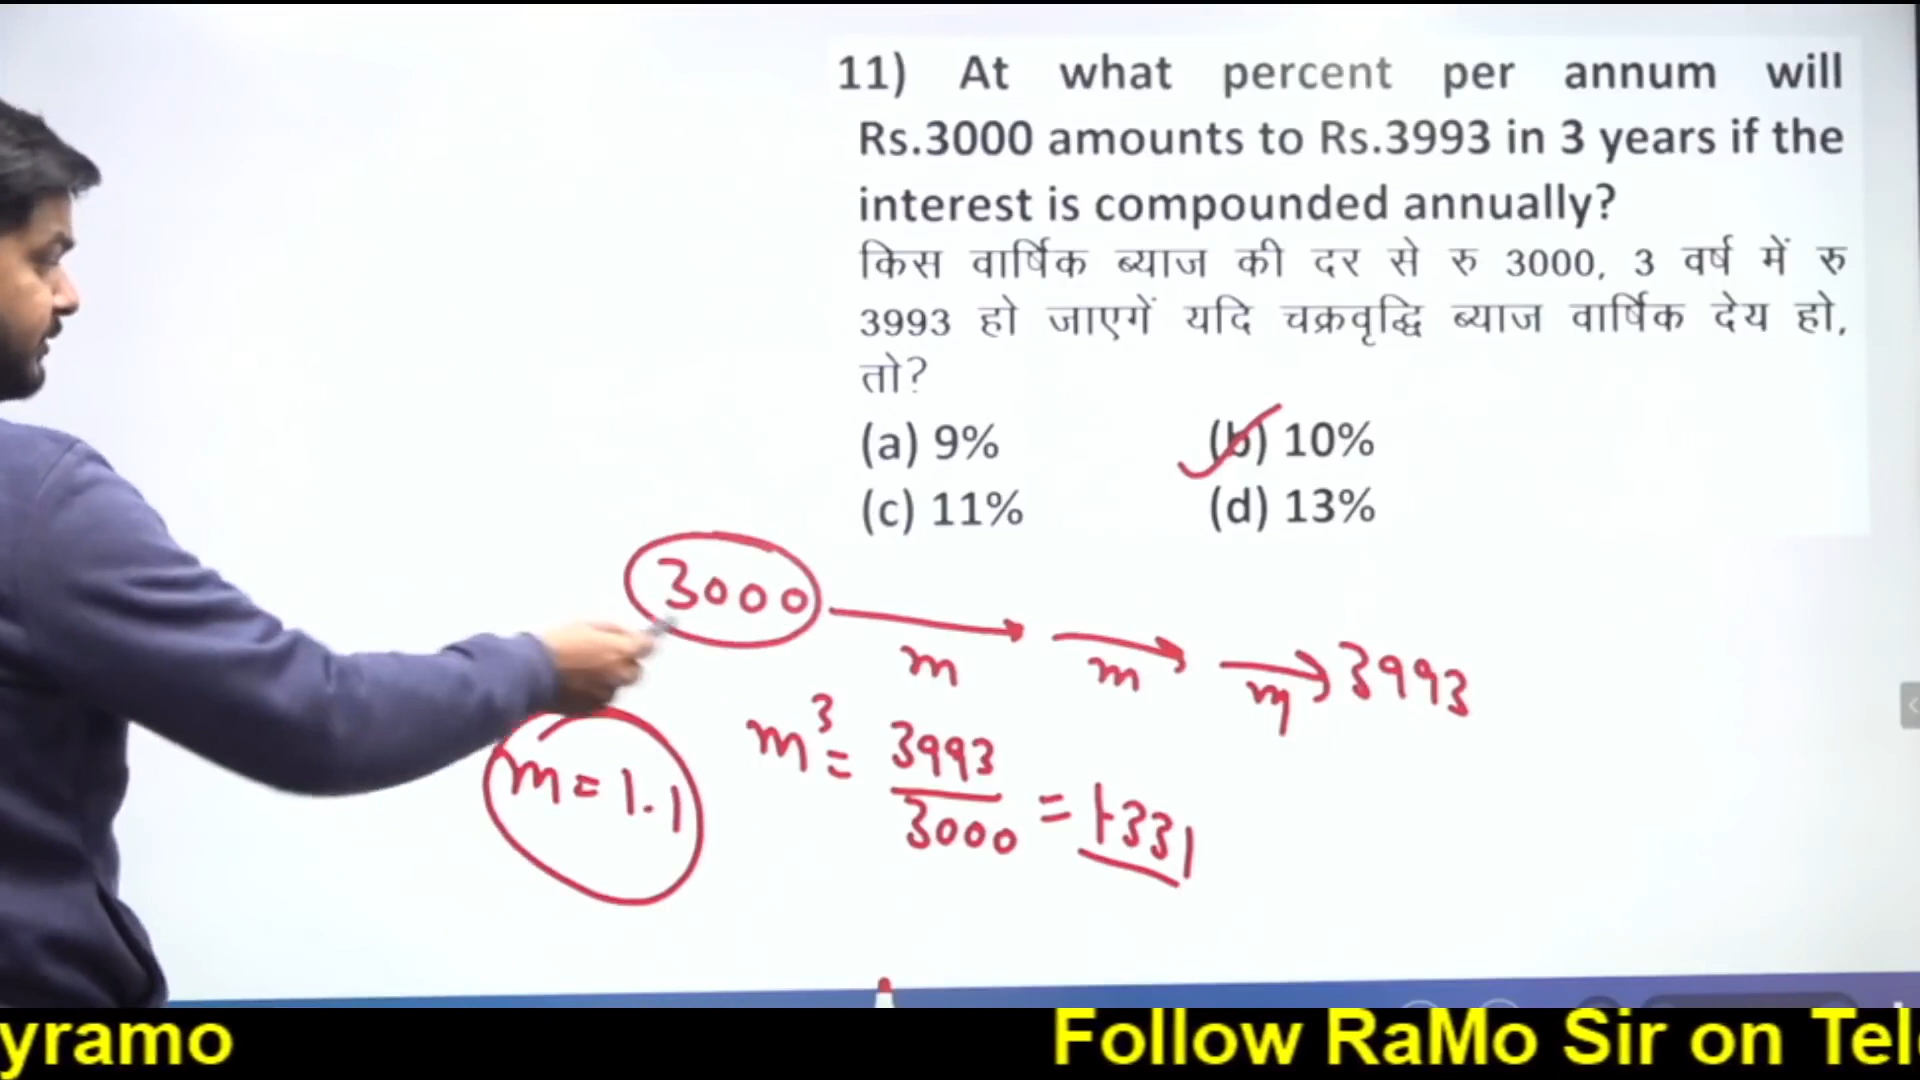 11) At what percent per annum will
Rs.3000 amounts to Rs.3993 in 3 years if the
interest is compounded annually?
किस वार्षिक ब्याज की दर से रु 3000, 3 वर्ष में रु
3993 हो जाएगें यदि चक्रवृद्धि ब्याज वार्षिक देय हो,
तो?
(a) 9% (b) 10%
(c) 11% (d) 13%
3000 m m m 3993
m³ = 3993/3000 = 1.331
m = 1.1
yramo Follow RaMo Sir on Tel